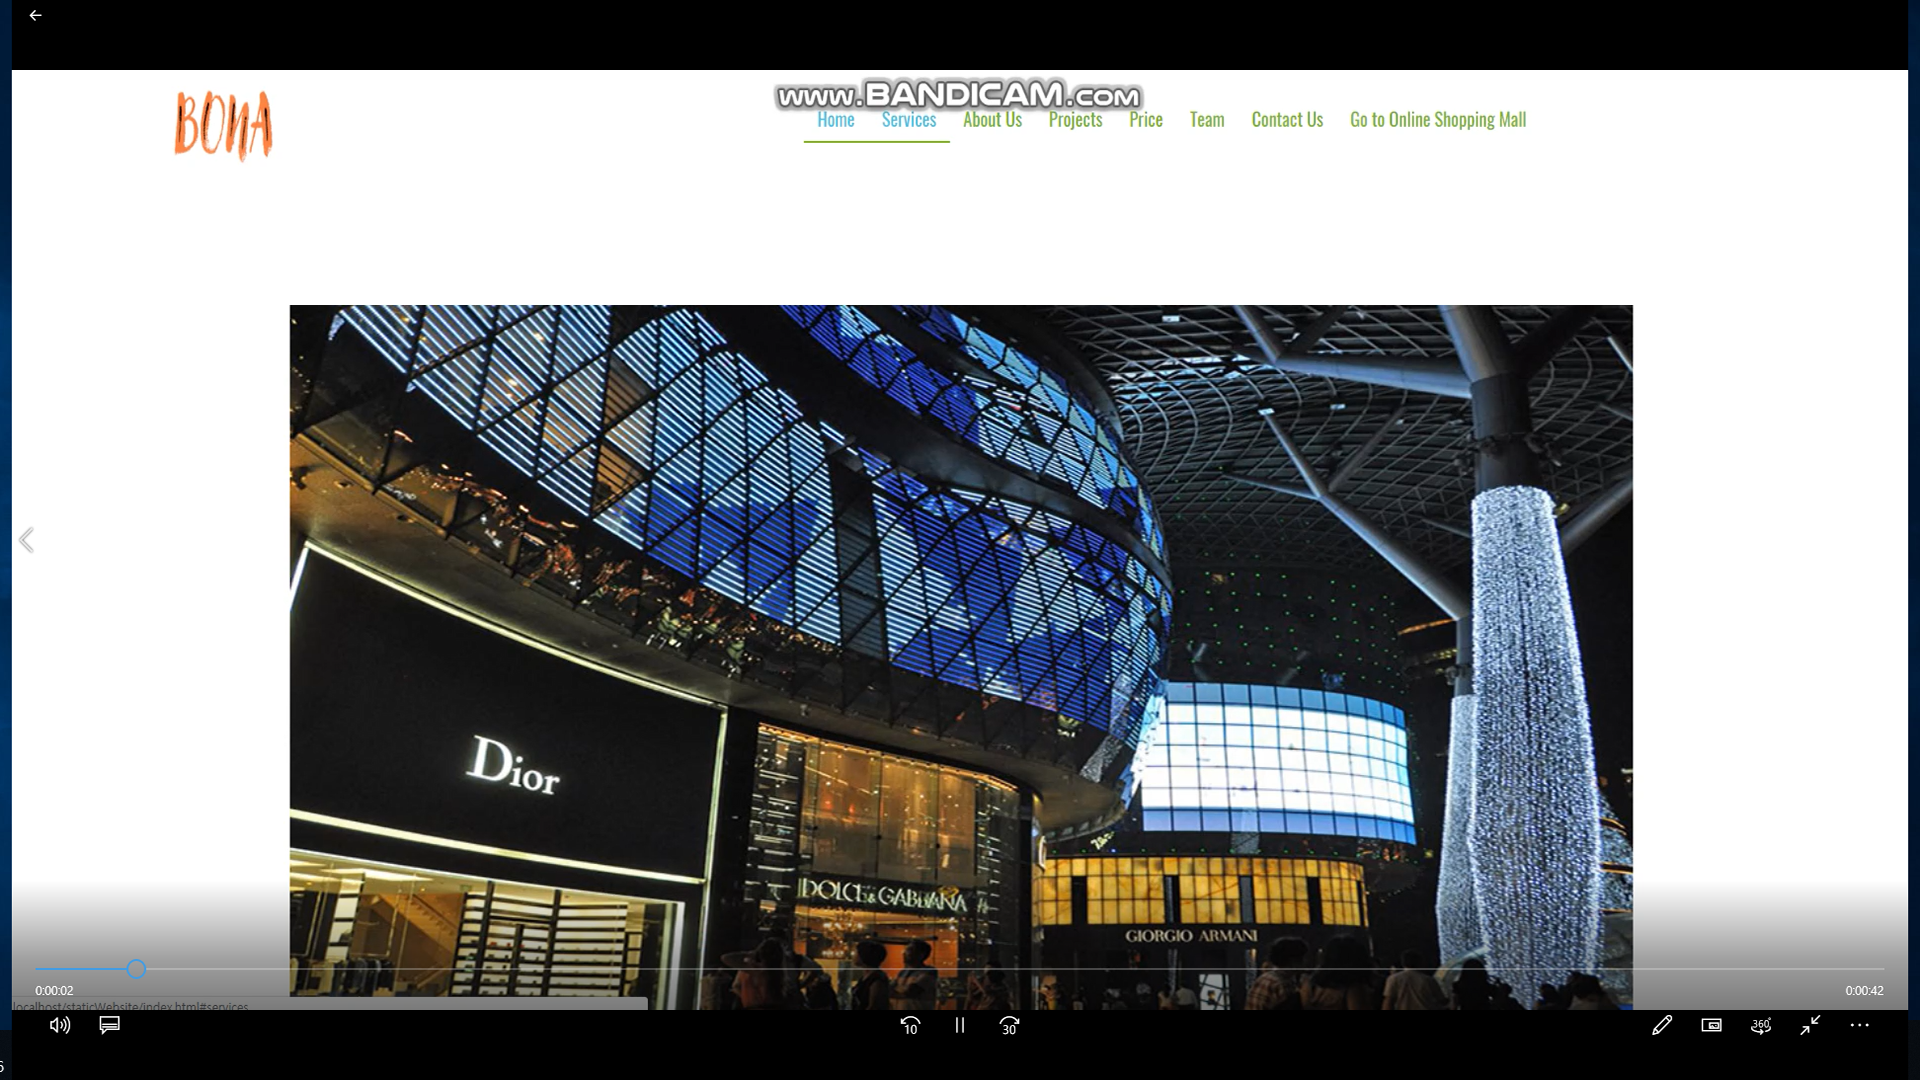 www.BANDICAM.com
BONA
Home Services About Us Projects Price Team Contact Us Go to Online Shopping Mall
Dior
DOLCE & GABBANA
GIORGIO ARMANI
0:00:02
0:00:42
localhost/staticWebsite/index.html#services
10
30
360